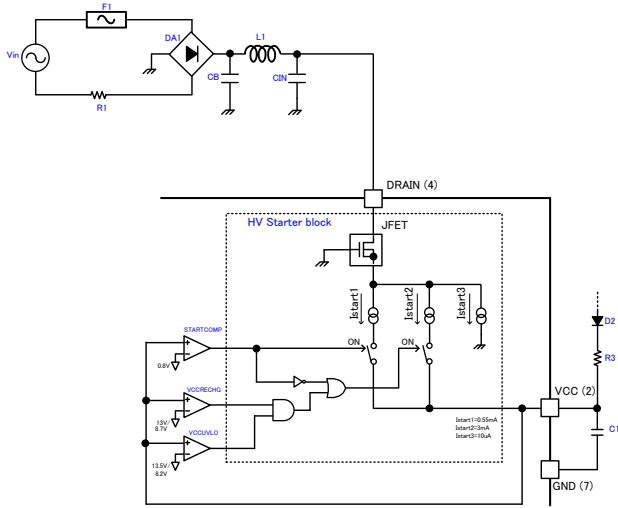 F1
DA1
L1
Vin
CB
CIN
R1
DRAIN (4)
HV Starter block
JFET
Istart1
Istart2
Istart3
D2
STARTCOMP
ON
ON
R3
0.8V
VCC (2)
VCCRECHG
13V/
8.7V
Istart1=0.55mA
Istart2=3mA
Istart3=10uA
C1
VCCUVLO
13.5V/
8.2V
GND (7)